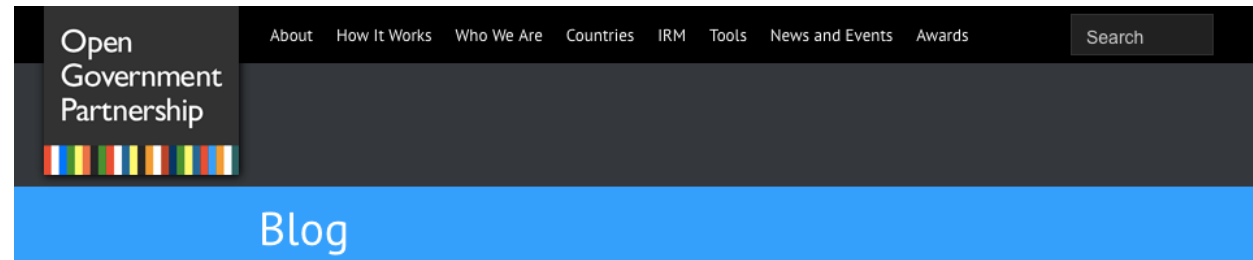 Open
Government
Partnership
About How It Works Who We Are Countries IRM Tools News and Events Awards
Search
Blog